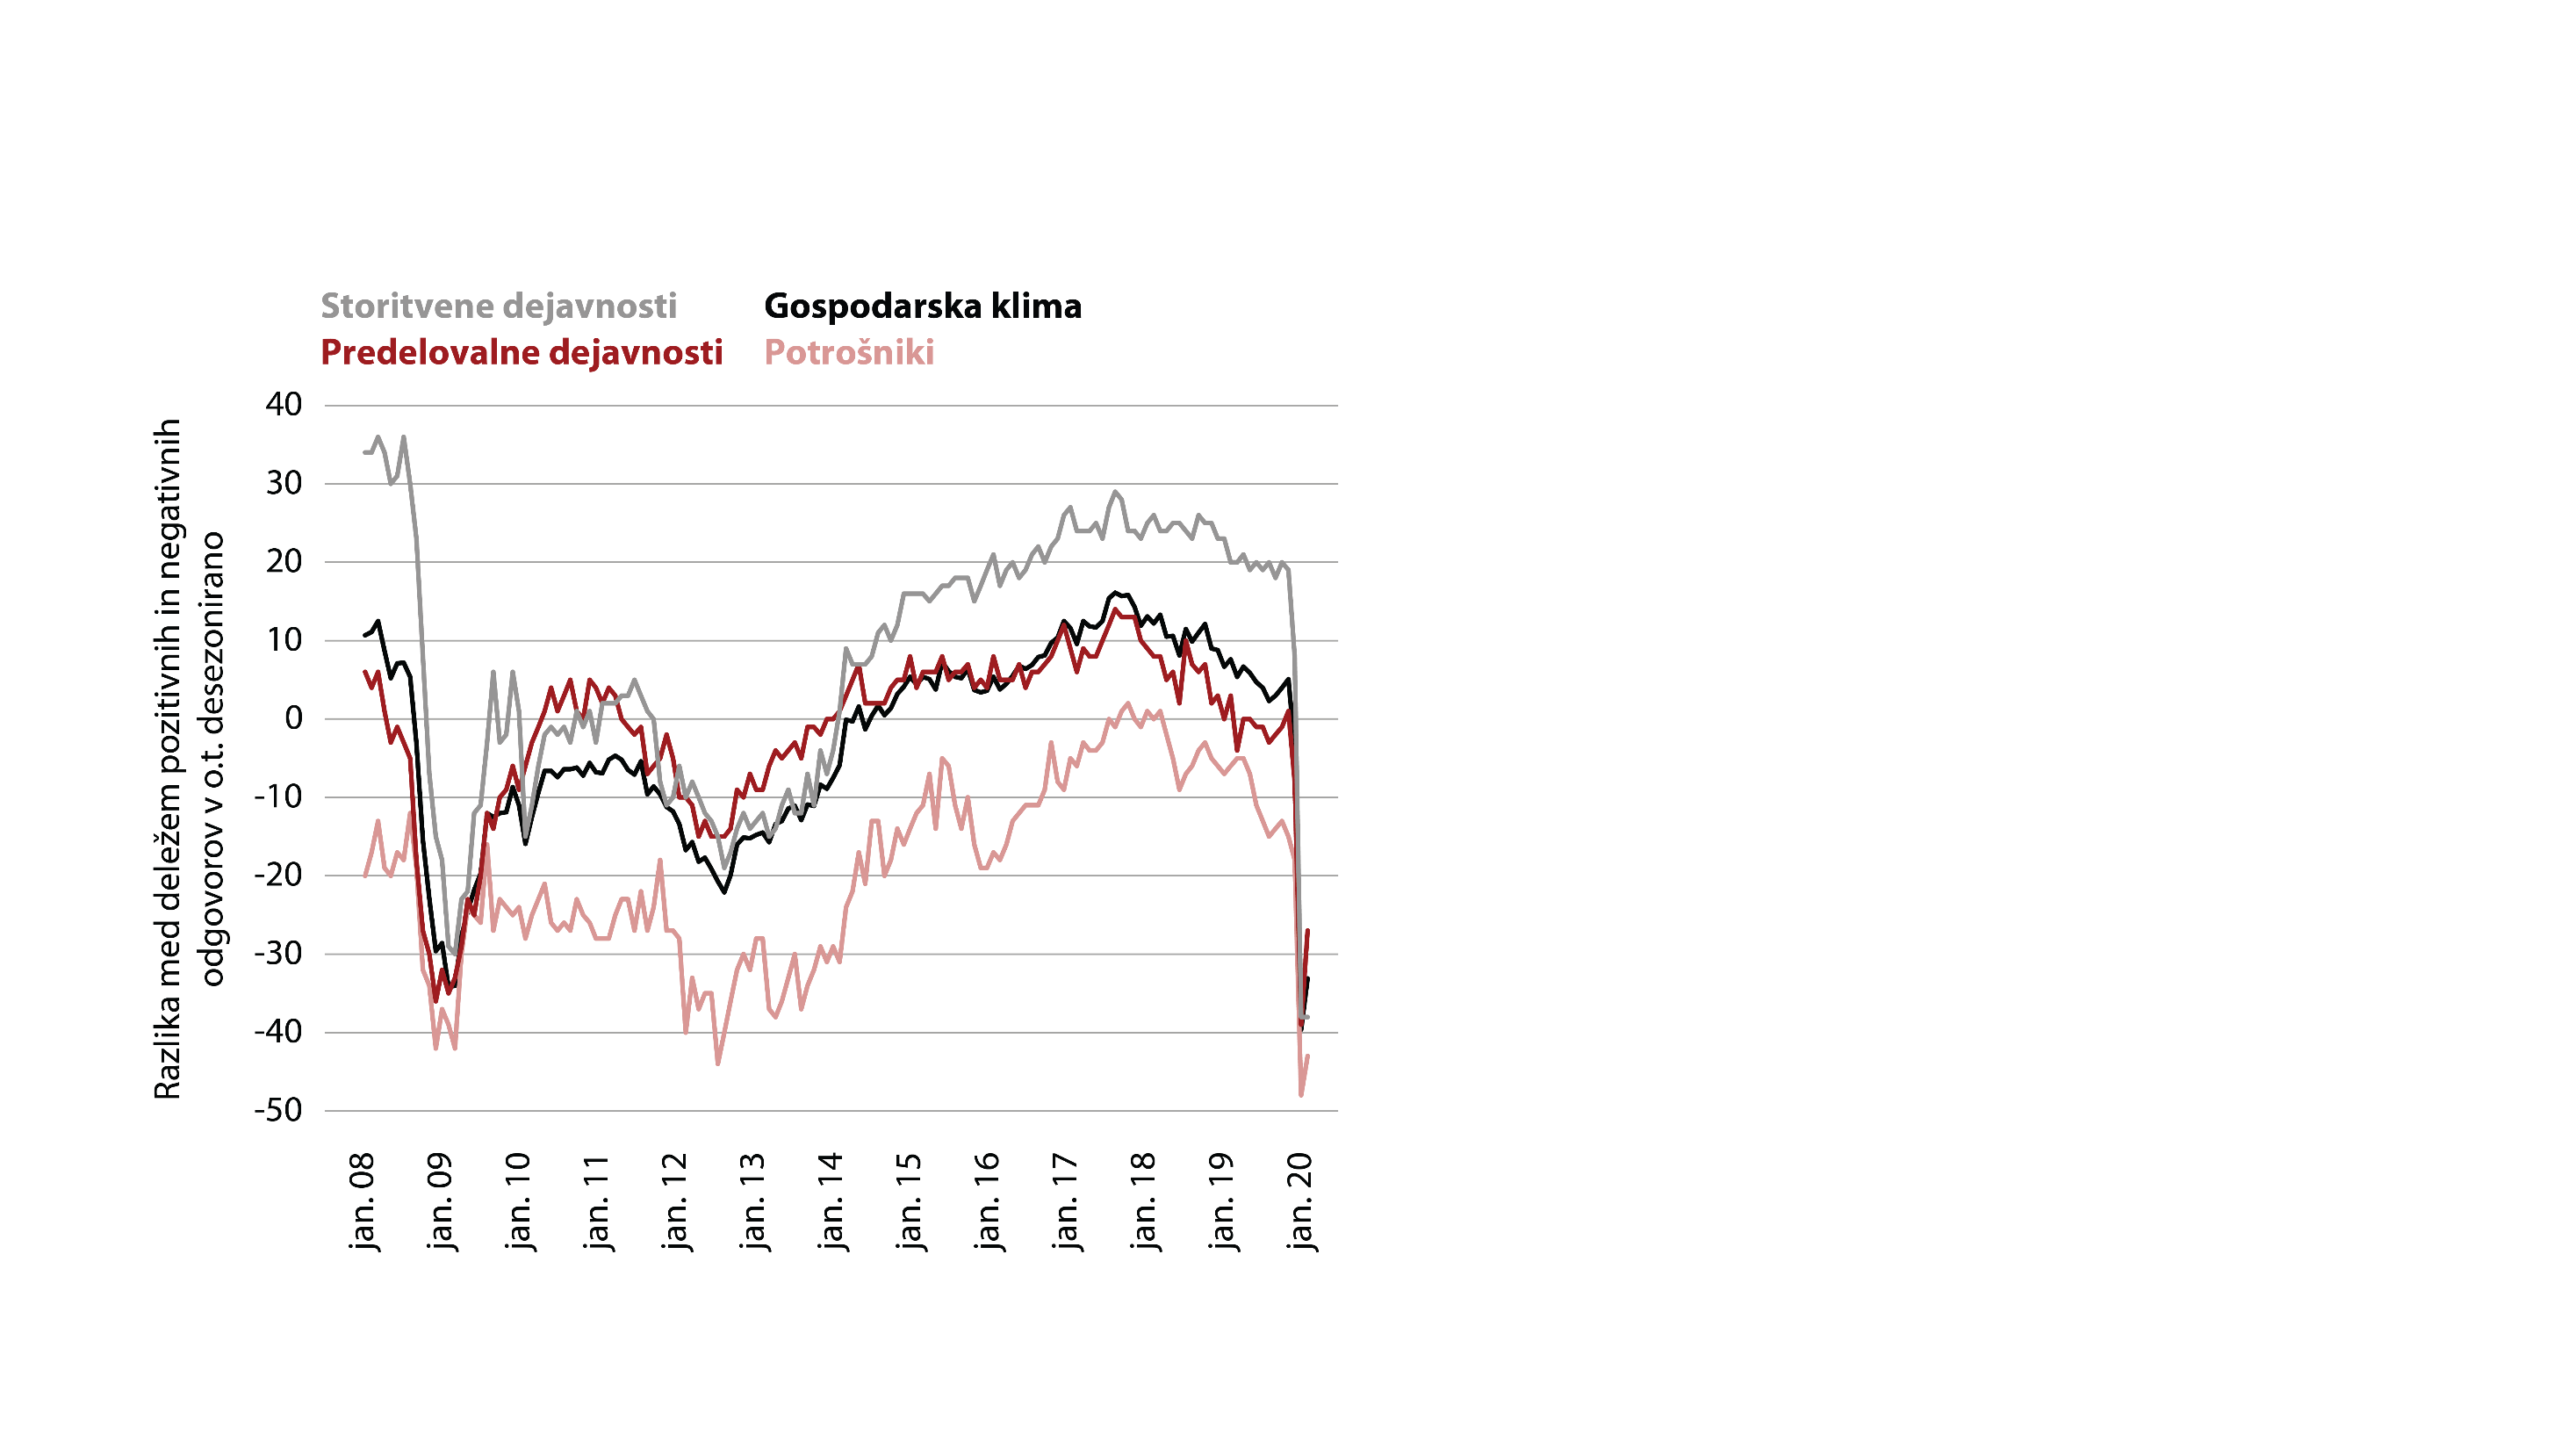 Storitvene dejavnosti
Gospodarska klima
Predelovalne dejavnosti
Potrošniki
Razlika med deležem pozitivnih in negativnih
odgovorov v o.t. desezonirano
40
30
20
10
0
-10
-20
-30
-40
-50
jan. 08
jan. 09
jan. 10
jan. 11
jan. 12
jan. 13
jan. 14
jan. 15
jan. 16
jan. 17
jan. 18
jan. 19
jan. 20